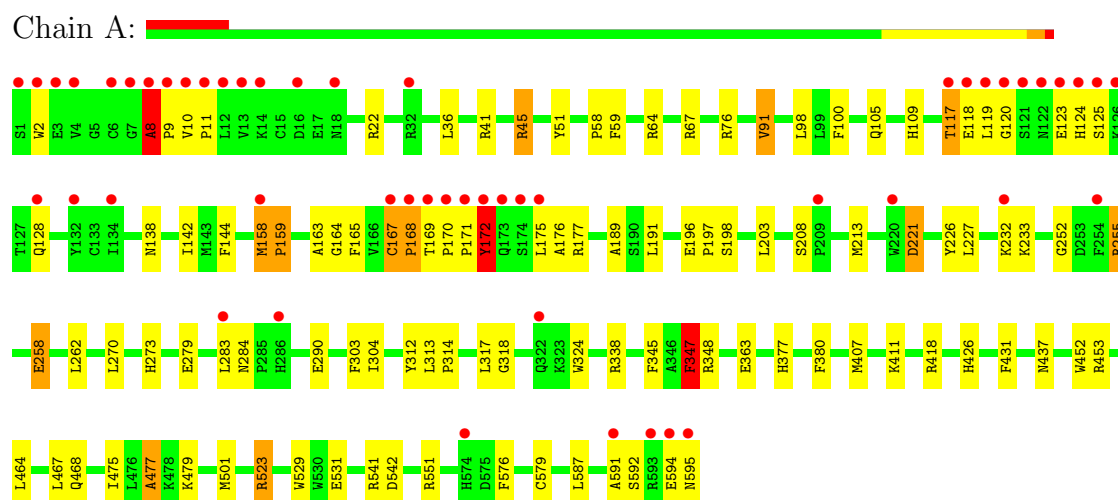 Chain A:
S1 W2 E3 V4 G5 C6 G7 A8 P9 V10 P11 L12 V13 K14 C15 D16 E17 N18 R22 R32 L36 R41 R45 Y51 P58 F59 R64 R67 R76 V91 L98 L99 F100 Q105 H109 T117 E118 L119 G120 S121 N122 E123 H124 S125 K126
T127 Q128 Y132 C133 I134 N138 I142 M143 F144 M158 P159 A163 G164 F165 V166 C167 P168 T169 P170 P171 Y172 Q173 S174 L175 A176 R177 A189 S190 L191 E196 P197 S198 L203 S208 P209 M213 W220 D221 Y226 L227 K232 K233 G252 D253 F254 P255
E258 L262 L270 H273 E279 L283 N284 P285 H286 E290 F303 I304 Y312 L313 P314 L317 G318 Q322 K323 W324 R338 F345 A346 F347 R348 E363 H377 F380 M407 K411 R418 H426 F431 N437 W452 R453
L464 L467 Q468 I475 L476 A477 K478 K479 M501 R523 W529 W530 E531 R541 D542 R551 H574 D575 F576 C579 L587 A591 S592 R593 E594 N595